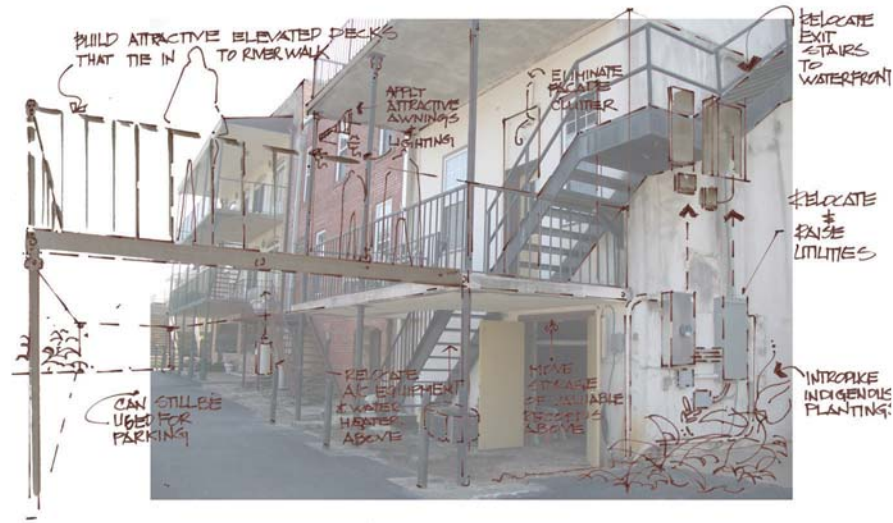 BUILD ATTRACTIVE ELEVATED DECKS
THAT TIE IN TO RIVERWALK
APPLY
ATTRACTIVE
AWNINGS
&
LIGHTING
ELIMINATE
FACADE
CLUTTER
RELOCATE
EXIT
STAIRS
TO
WATERFRONT
RELOCATE
&
RAISE
UTILITIES
CAN STILL BE
USED FOR
PARKING
RELOCATE
A/C EQUIPMENT
& WATER
HEATER
ABOVE
MOVE
STORAGE
OF VALUABLE
RECORDS
ABOVE
INTRODUCE
INDIGENOUS
PLANTINGS